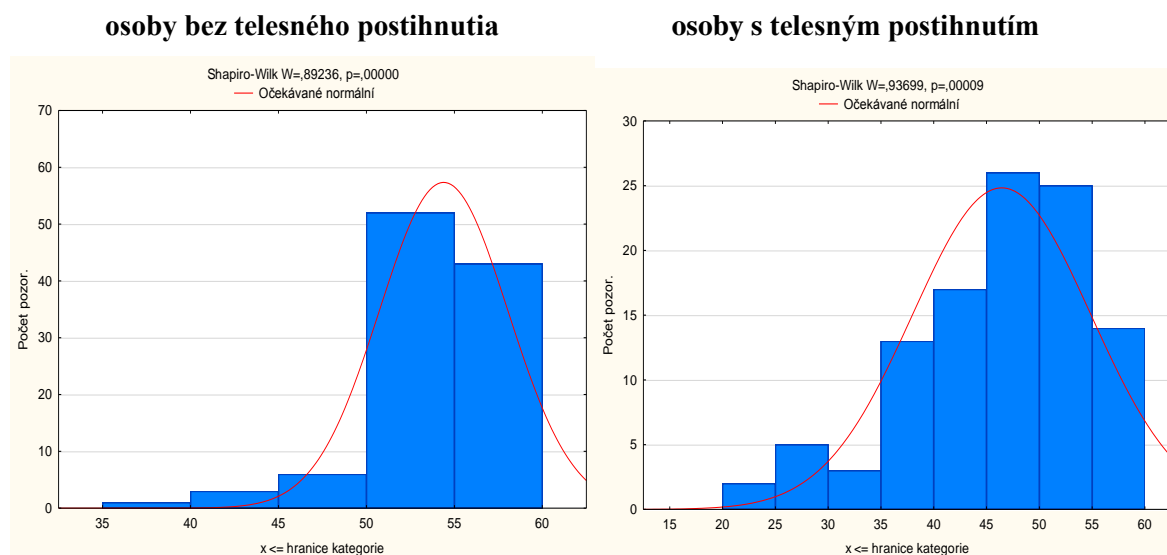 osoby bez telesného postihnutia
Shapiro-Wilk W=,89236, p=,00000
Očekávané normální
70
60
50
40
30
20
10
0
Počet pozor.
35 40 45 50 55 60
x <= hranice kategorie
osoby s telesným postihnutím
Shapiro-Wilk W=,93699, p=,00009
Očekávané normální
30
25
20
15
10
5
0
Počet pozor.
15 20 25 30 35 40 45 50 55 60
x <= hranice kategorie